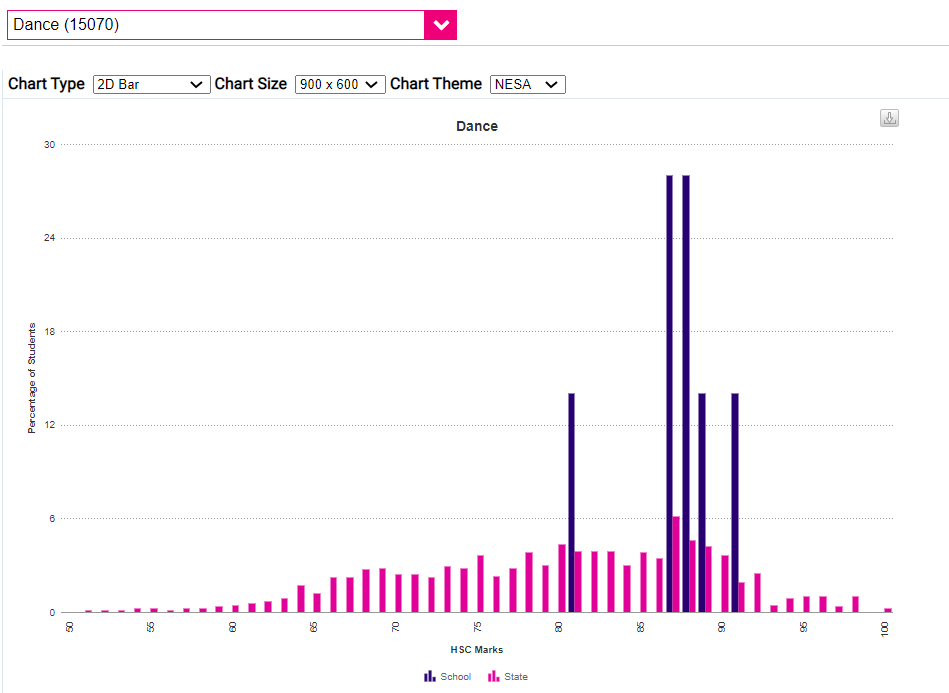 Dance (15070)
Chart Type 2D Bar Chart Size 900 x 600 Chart Theme NESA
Dance
30
24
18
12
6
0
Percentage of Students
50 55 60 65 70 75 80 85 90 95 100
HSC Marks
School State